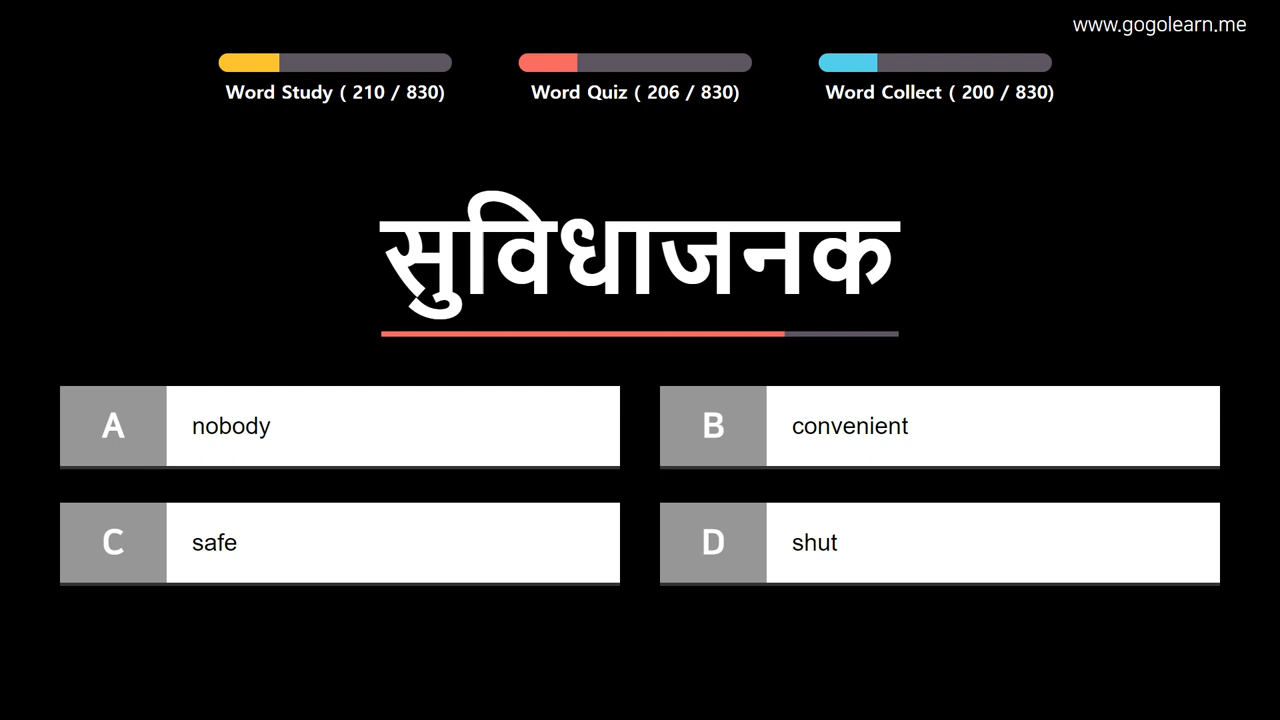 www.gogolearn.me
Word Study ( 210 / 830)
Word Quiz ( 206 / 830)
Word Collect ( 200 / 830)
सुविधाजनक
A nobody
B convenient
C safe
D shut